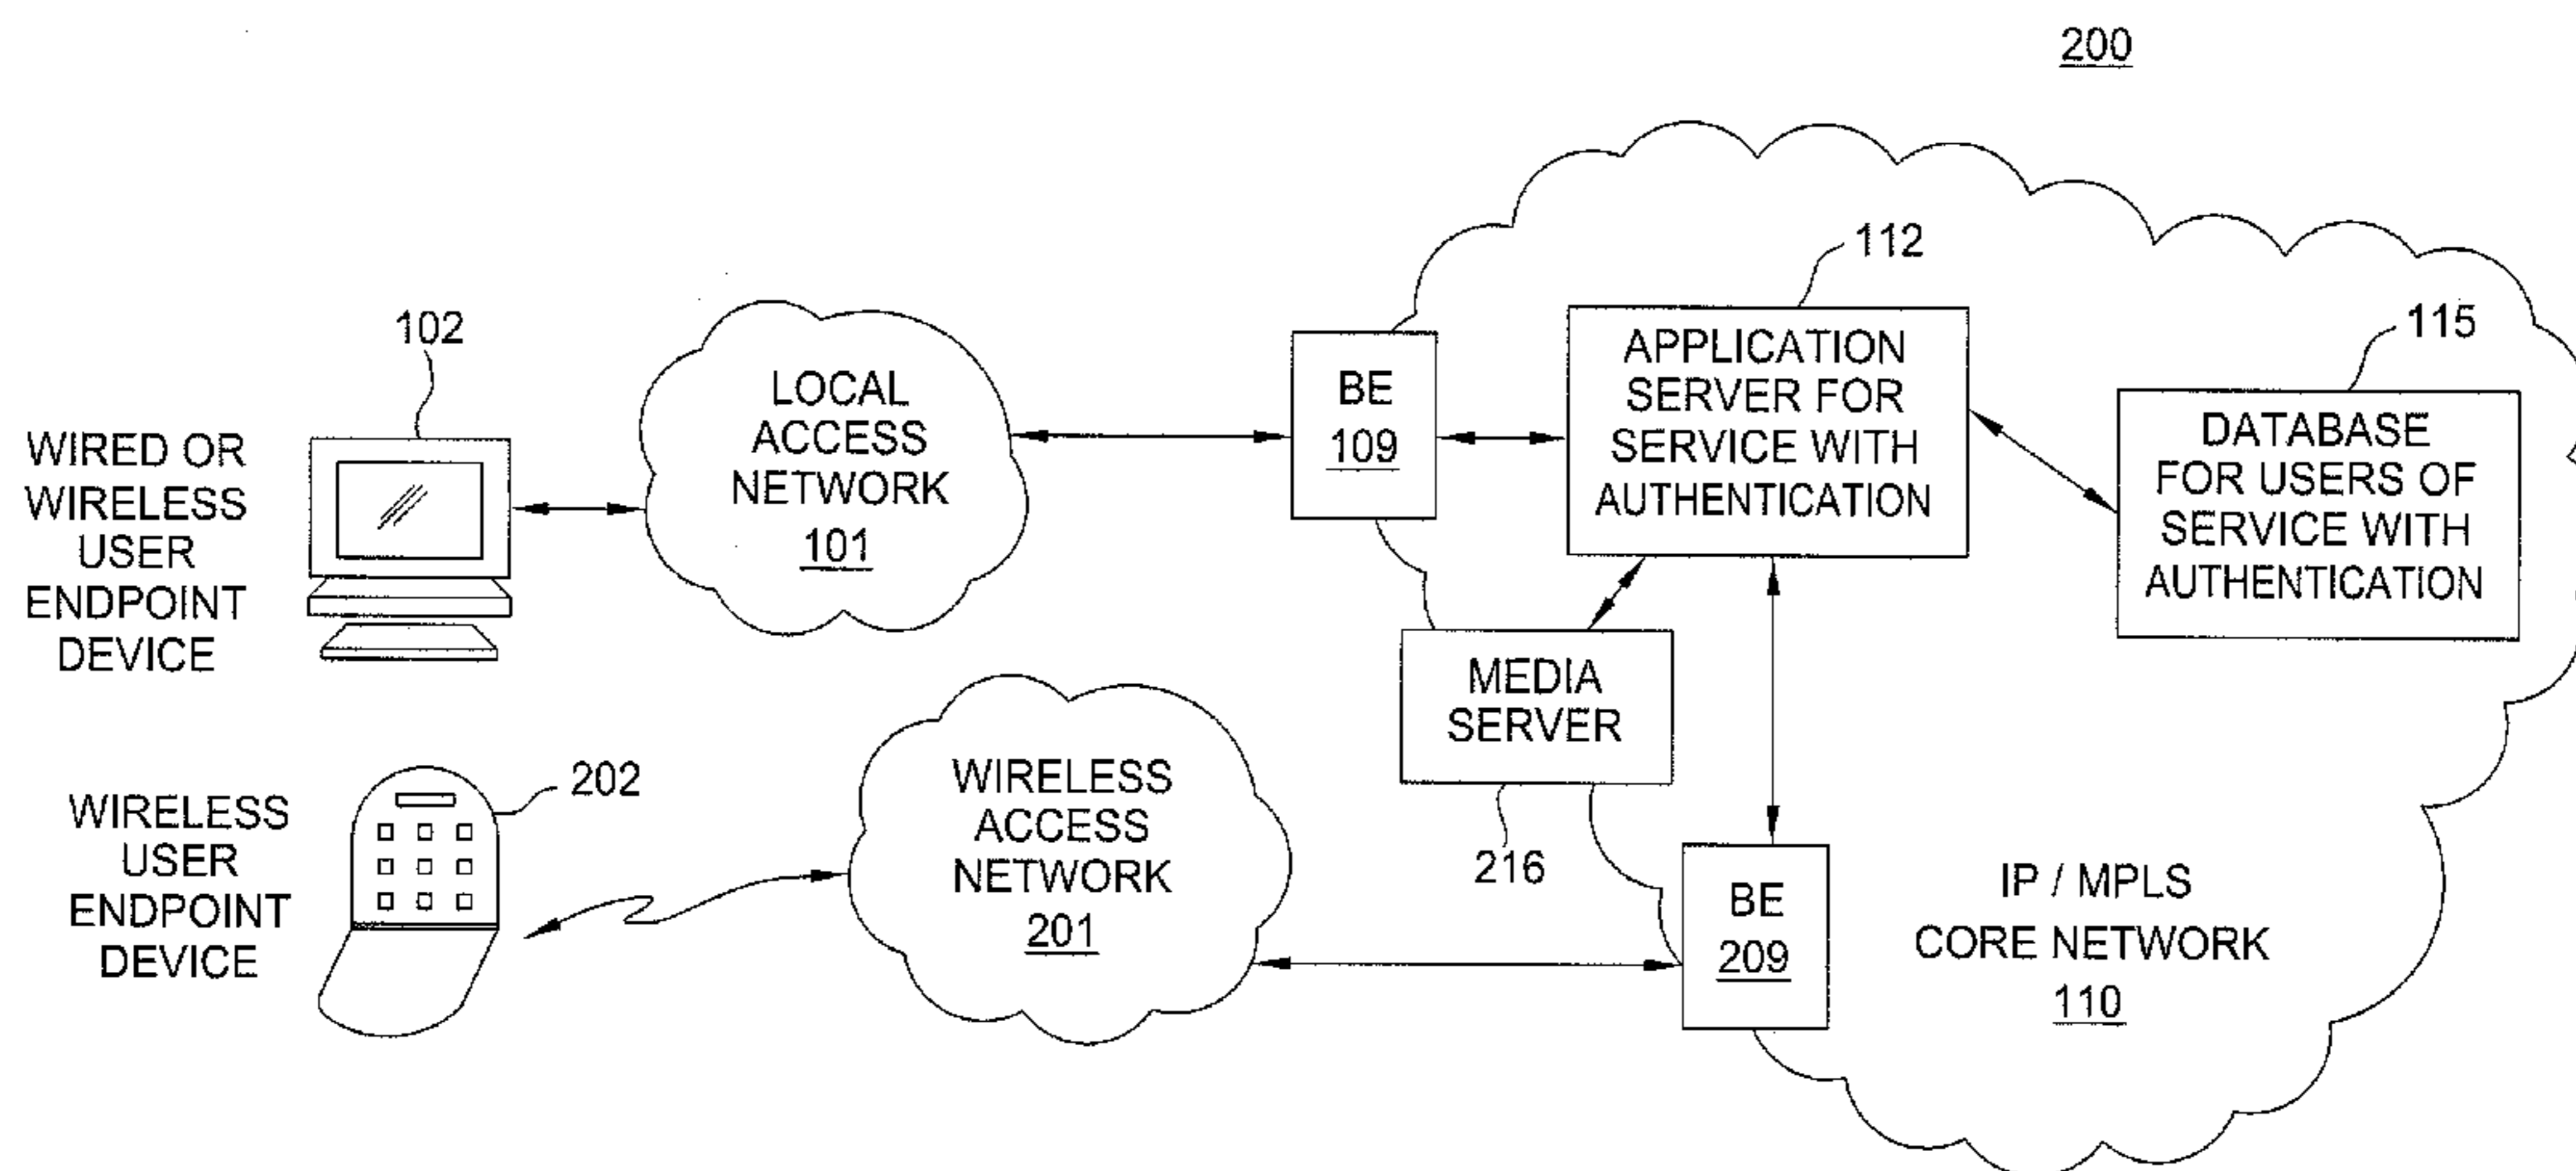 200
112
115
102
WIRED OR
WIRELESS
USER
ENDPOINT
DEVICE
LOCAL
ACCESS
NETWORK
101
BE
109
APPLICATION
SERVER FOR
SERVICE WITH
AUTHENTICATION
DATABASE
FOR USERS OF
SERVICE WITH
AUTHENTICATION
MEDIA
SERVER
216
WIRELESS
USER
ENDPOINT
DEVICE
202
WIRELESS
ACCESS
NETWORK
201
BE
209
IP / MPLS
CORE NETWORK
110